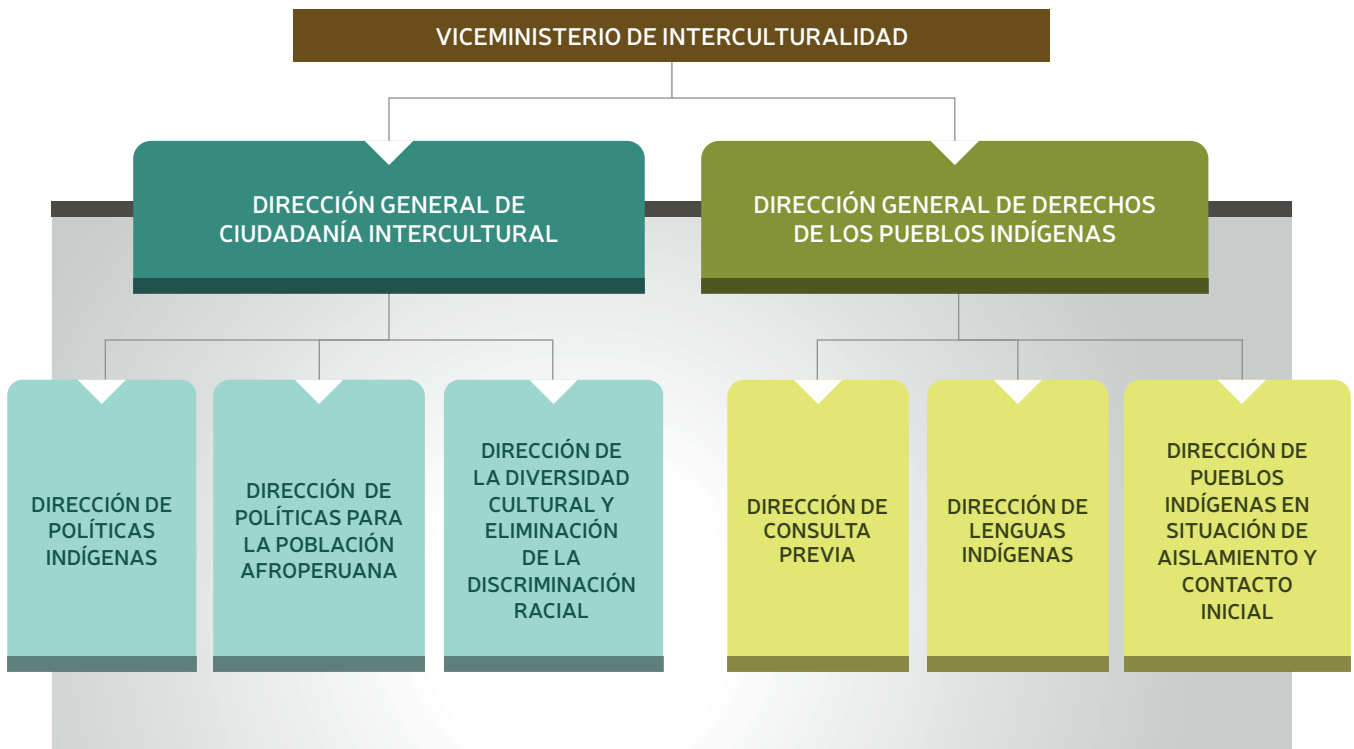 VICEMINISTERIO DE INTERCULTURALIDAD
DIRECCIÓN GENERAL DE
CIUDADANÍA INTERCULTURAL
DIRECCIÓN GENERAL DE DERECHOS
DE LOS PUEBLOS INDÍGENAS
DIRECCIÓN DE
POLÍTICAS
INDÍGENAS
DIRECCIÓN DE
POLÍTICAS PARA
LA POBLACIÓN
AFROPERUANA
DIRECCIÓN DE
LA DIVERSIDAD
CULTURAL Y
ELIMINACIÓN
DE LA
DISCRIMINACIÓN
RACIAL
DIRECCIÓN DE
CONSULTA
PREVIA
DIRECCIÓN DE
LENGUAS
INDÍGENAS
DIRECCIÓN DE
PUEBLOS
INDÍGENAS EN
SITUACIÓN DE
AISLAMIENTO Y
CONTACTO
INICIAL